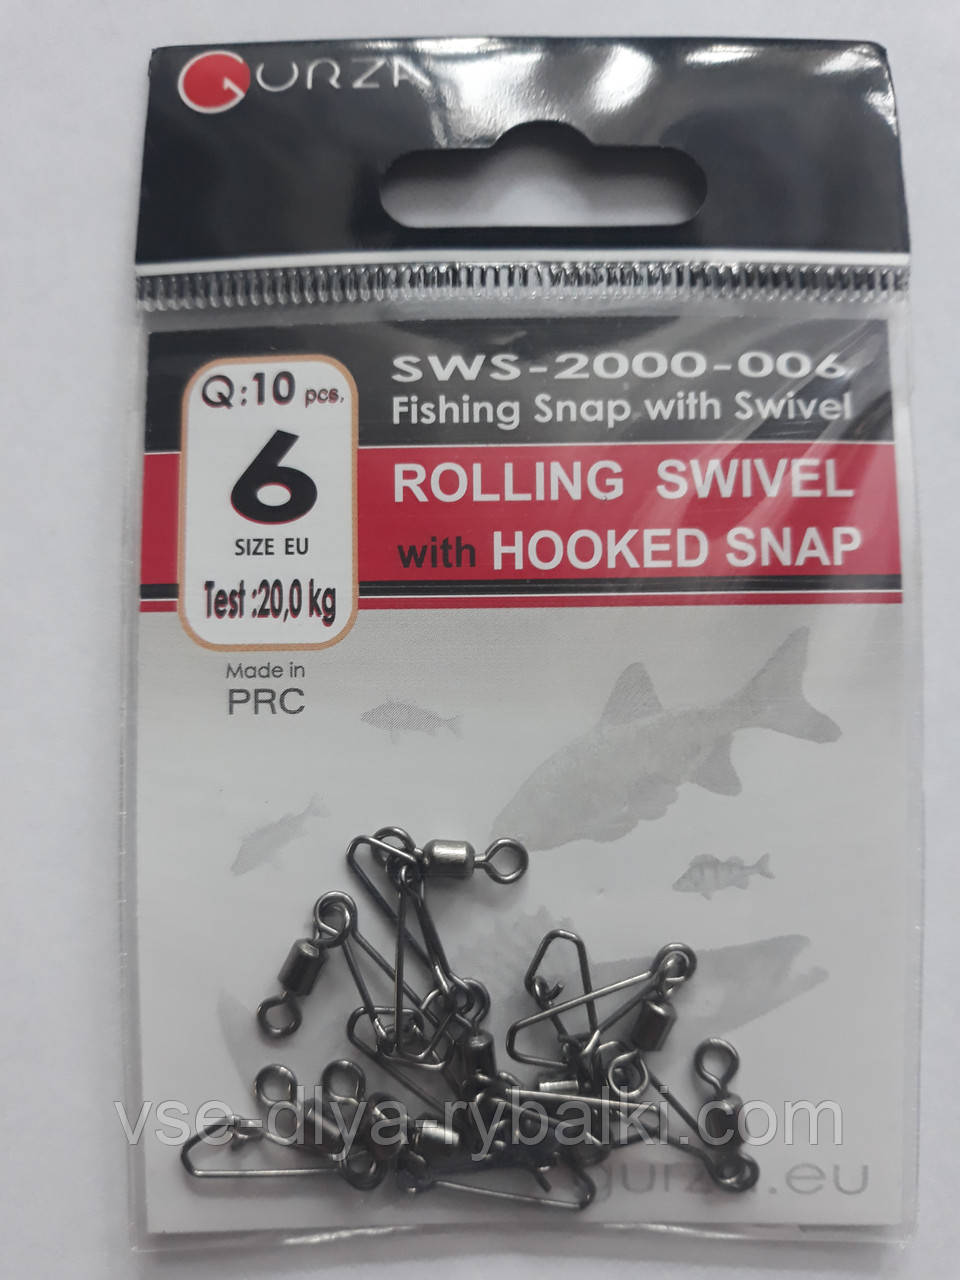 GURZA
Q:10 pcs.
6
SIZE EU
Test :20,0 kg
Made in
PRC
SWS-2000-006
Fishing Snap with Swivel
ROLLING SWIVEL
with HOOKED SNAP
vse-dlya-rybalki.com
gurza.eu